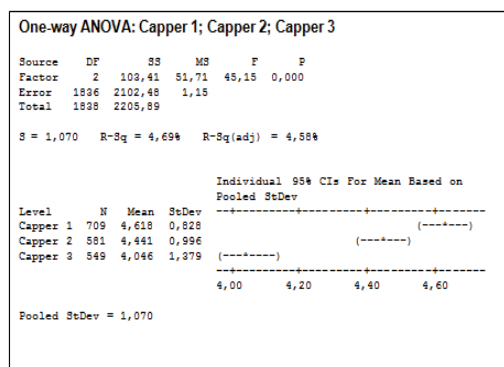 One-way ANOVA: Capper 1; Capper 2; Capper 3
Source DF SS MS F P
Factor 2 103,41 51,71 45,15 0,000
Error 1836 2102,48 1,15
Total 1838 2205,89
S = 1,070 R-Sq = 4,69% R-Sq(adj) = 4,58%
Individual 95% CIs For Mean Based on
Pooled StDev
Level N Mean StDev --+---------+---------+---------+-------
Capper 1 709 4,618 0,828 (---*---)
Capper 2 581 4,441 0,996 (---*---)
Capper 3 549 4,046 1,379 (---*----)
--+---------+---------+---------+-------
4,00 4,20 4,40 4,60
Pooled StDev = 1,070